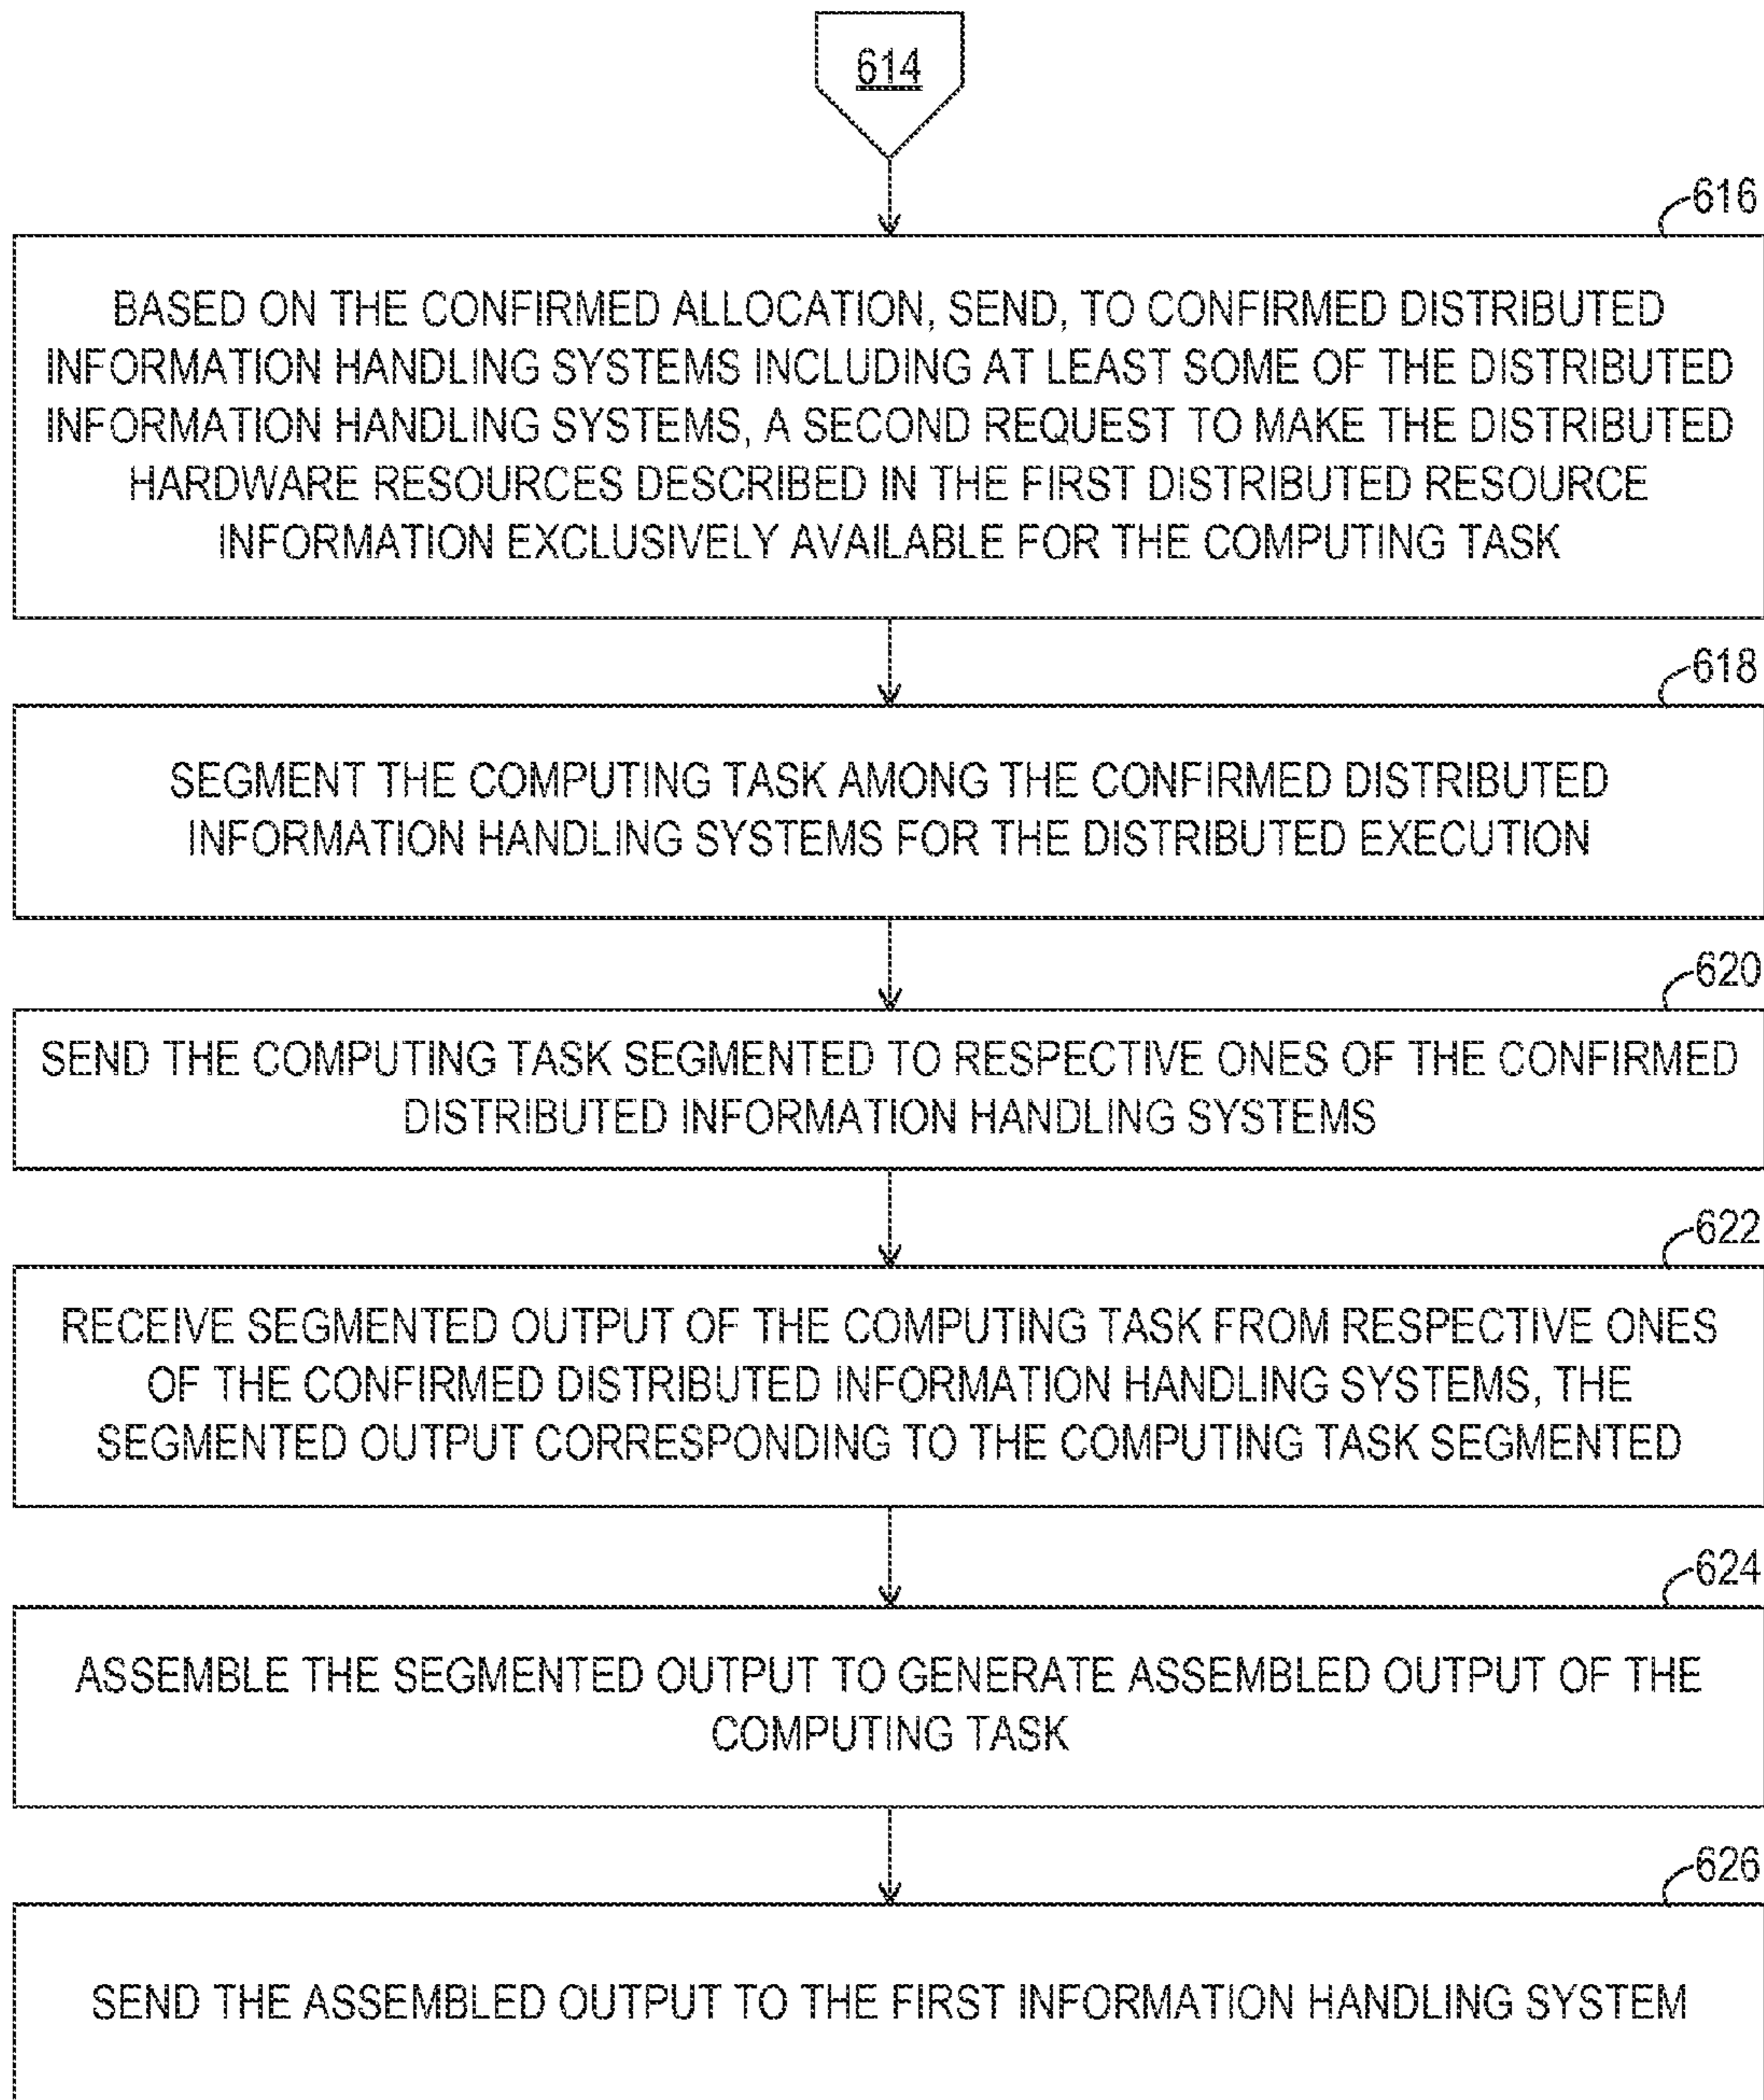 614
616
BASED ON THE CONFIRMED ALLOCATION, SEND, TO CONFIRMED DISTRIBUTED
INFORMATION HANDLING SYSTEMS INCLUDING AT LEAST SOME OF THE DISTRIBUTED
INFORMATION HANDLING SYSTEMS, A SECOND REQUEST TO MAKE THE DISTRIBUTED
HARDWARE RESOURCES DESCRIBED IN THE FIRST DISTRIBUTED RESOURCE
INFORMATION EXCLUSIVELY AVAILABLE FOR THE COMPUTING TASK
618
SEGMENT THE COMPUTING TASK AMONG THE CONFIRMED DISTRIBUTED
INFORMATION HANDLING SYSTEMS FOR THE DISTRIBUTED EXECUTION
620
SEND THE COMPUTING TASK SEGMENTED TO RESPECTIVE ONES OF THE CONFIRMED
DISTRIBUTED INFORMATION HANDLING SYSTEMS
622
RECEIVE SEGMENTED OUTPUT OF THE COMPUTING TASK FROM RESPECTIVE ONES
OF THE CONFIRMED DISTRIBUTED INFORMATION HANDLING SYSTEMS, THE
SEGMENTED OUTPUT CORRESPONDING TO THE COMPUTING TASK SEGMENTED
624
ASSEMBLE THE SEGMENTED OUTPUT TO GENERATE ASSEMBLED OUTPUT OF THE
COMPUTING TASK
626
SEND THE ASSEMBLED OUTPUT TO THE FIRST INFORMATION HANDLING SYSTEM